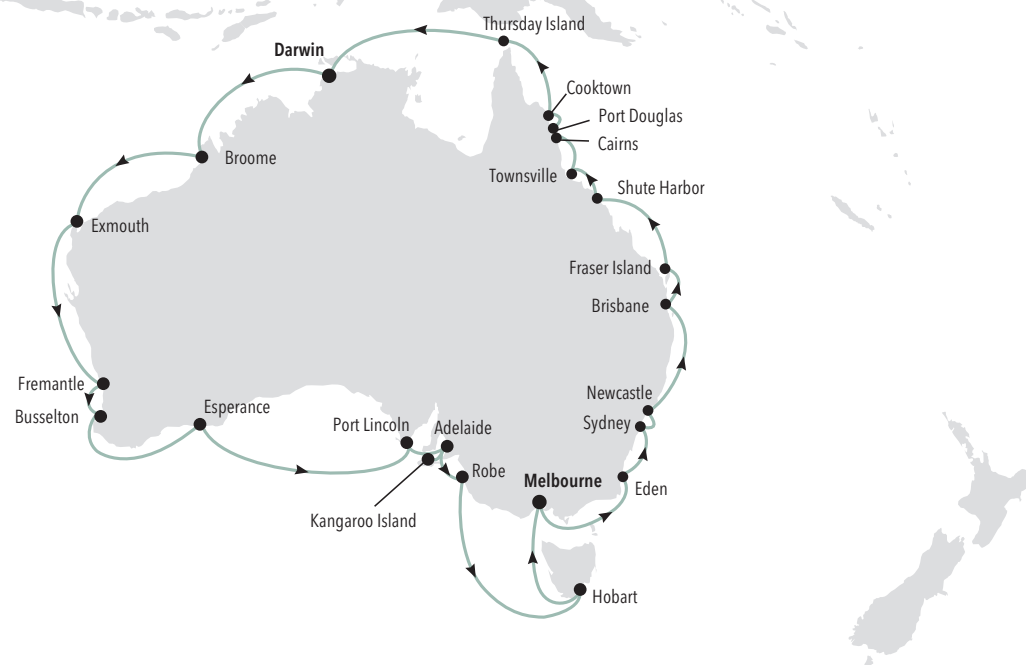 Thursday Island
Darwin
Cooktown
Port Douglas
Cairns
Broome
Townsville
Shute Harbor
Exmouth
Fraser Island
Brisbane
Fremantle
Newcastle
Busselton
Esperance
Port Lincoln
Adelaide
Sydney
Robe
Melbourne
Eden
Kangaroo Island
Hobart